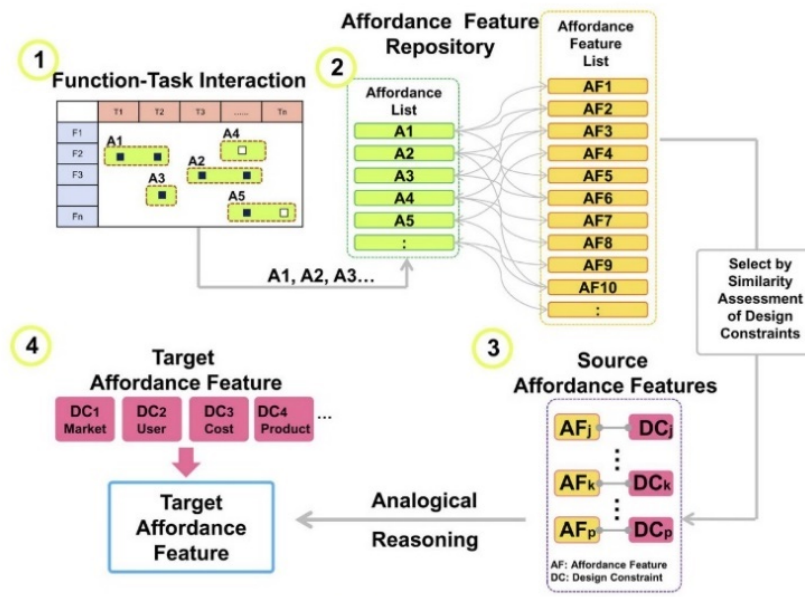 1
Function-Task Interaction
T1 T2 T3 ...... Tn
F1
F2
F3
Fn
A1
A4
A2
A3
A5
A1, A2, A3...
2
Affordance Feature
Repository
Affordance
List
A1
A2
A3
A4
A5
:
Affordance
Feature
List
AF1
AF2
AF3
AF4
AF5
AF6
AF7
AF8
AF9
AF10
:
Select by
Similarity
Assessment
of Design
Constraints
3
Source
Affordance Features
AFj DCj
AFk DCk
AFp DCp
AF: Affordance Feature
DC: Design Constraint
Analogical
Reasoning
4
Target
Affordance Feature
DC1 DC2 DC3 DC4 ...
Market User Cost Product
Target
Affordance
Feature